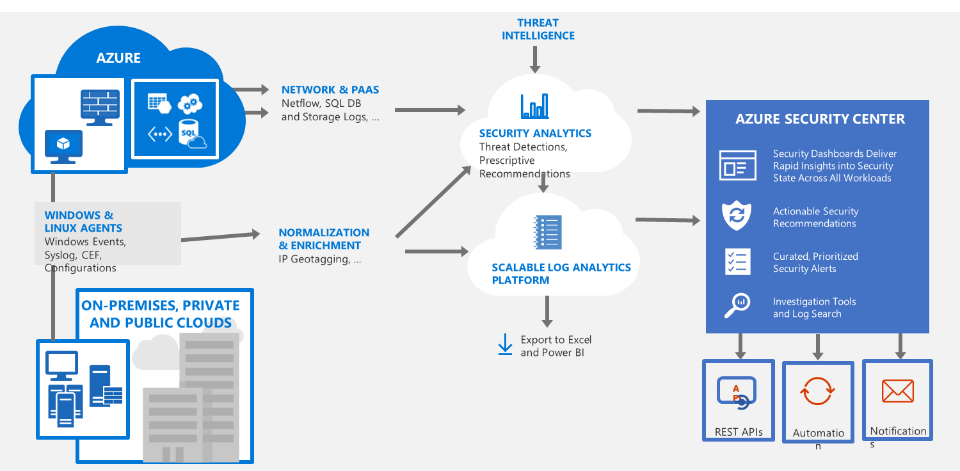 THREAT
INTELLIGENCE
AZURE
SQL
NETWORK & PAAS
Netflow, SQL DB
and Storage Logs, ...
SECURITY ANALYTICS
Threat Detections,
Prescriptive
Recommendations
WINDOWS &
LINUX AGENTS
Windows Events,
Syslog, CEF,
Configurations
NORMALIZATION
& ENRICHMENT
IP Geotagging, ...
SCALABLE LOG ANALYTICS
PLATFORM
Export to Excel
and Power BI
ON-PREMISES, PRIVATE
AND PUBLIC CLOUDS
AZURE SECURITY CENTER
Security Dashboards Deliver
Rapid Insights into Security
State Across All Workloads
Actionable Security
Recommendations
Curated, Prioritized
Security Alerts
Investigation Tools
and Log Search
A
PI
REST APIs
Automatio
n
Notification
s